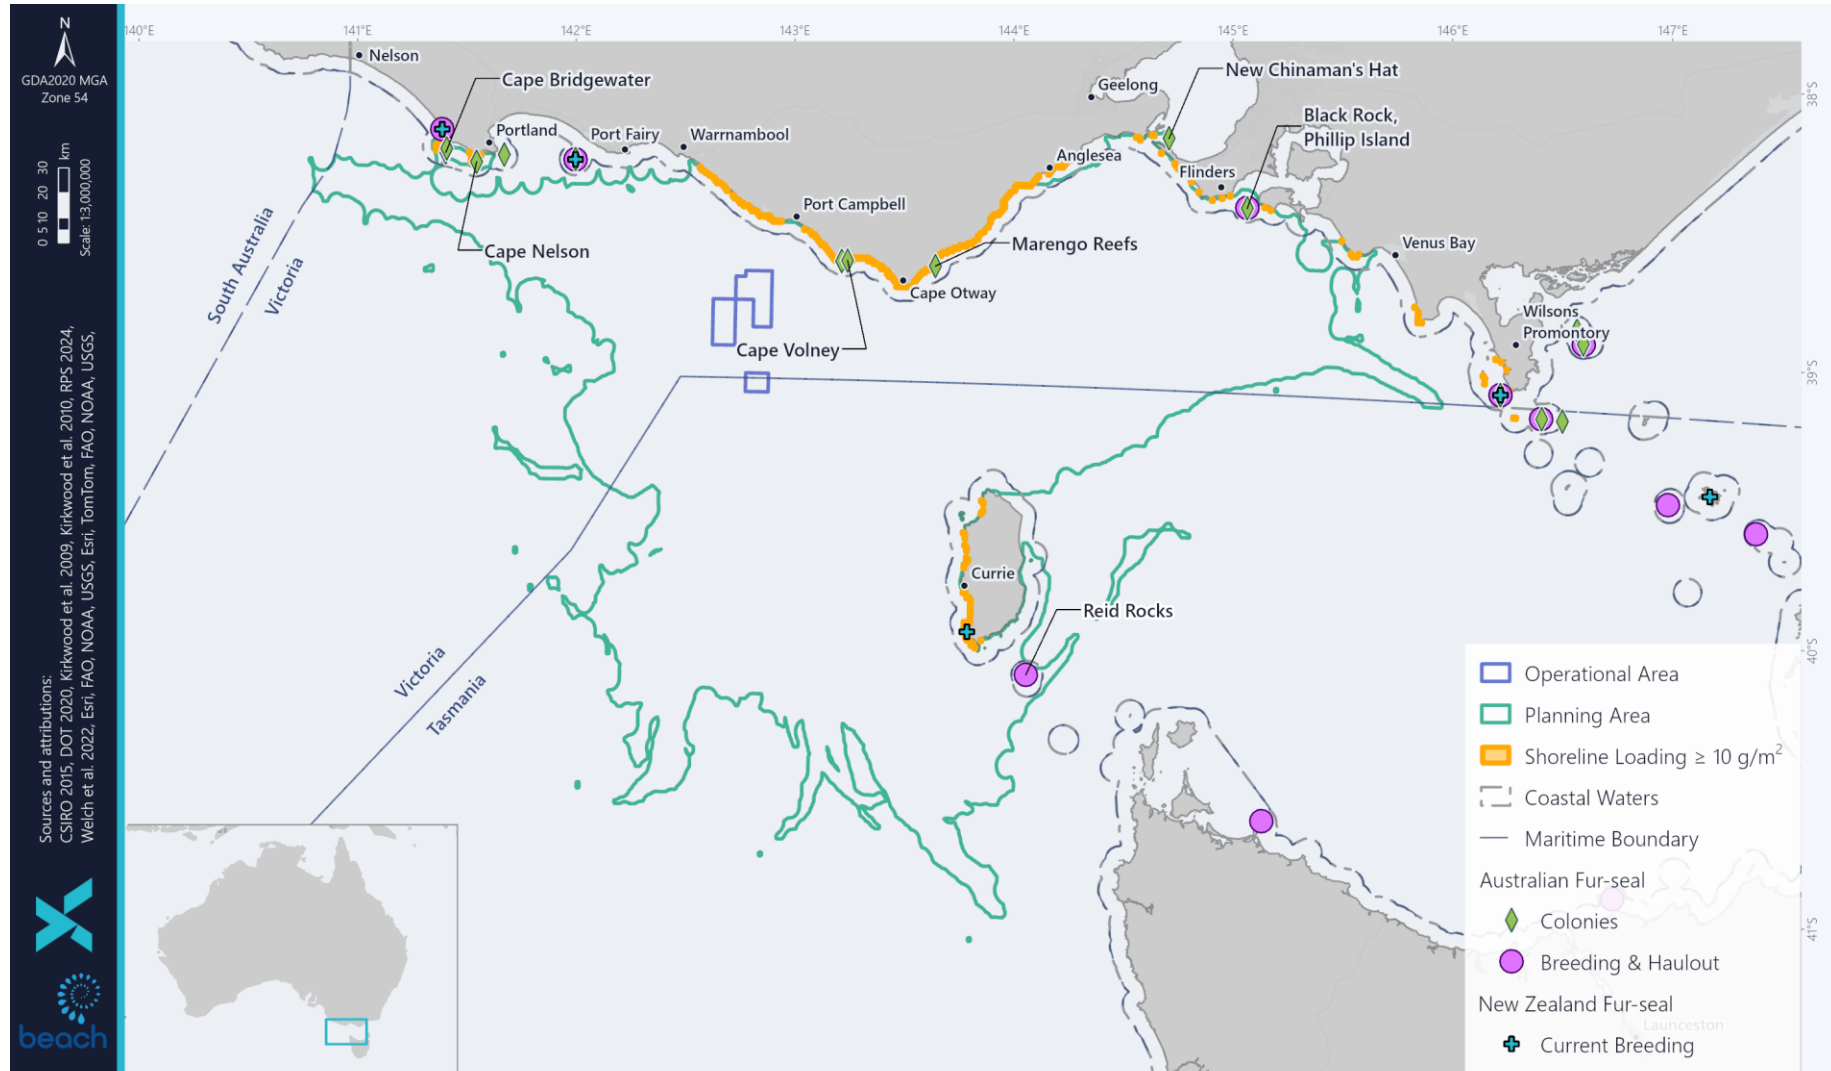 N
GDA2020 MGA
Zone 54
0 5 10 20 30
km
Scale: 1:3,000,000
Sources and attributions:
CSIRO 2015, DOT 2020, Kirkwood et al. 2009, Kirkwood et al. 2010, RPS 2024,
Welch et al. 2022, Esri, FAO, NOAA, USGS, Esri, TomTom, FAO, NOAA, USGS,
beach
140°E
141°E
142°E
143°E
144°E
145°E
146°E
147°E
38°S
39°S
40°S
41°S
Nelson
Cape Bridgewater
Portland
Port Fairy
Warrnambool
Geelong
New Chinaman's Hat
Black Rock,
Phillip Island
Anglesea
Flinders
Port Campbell
Cape Nelson
Marengo Reefs
Venus Bay
Cape Otway
Cape Volney
Wilsons
Promontory
South Australia
Victoria
Currie
Reid Rocks
Victoria
Tasmania
Operational Area
Planning Area
Shoreline Loading ≥ 10 g/m²
Coastal Waters
Maritime Boundary
Australian Fur-seal
Colonies
Breeding & Haulout
New Zealand Fur-seal
Launceston
Current Breeding